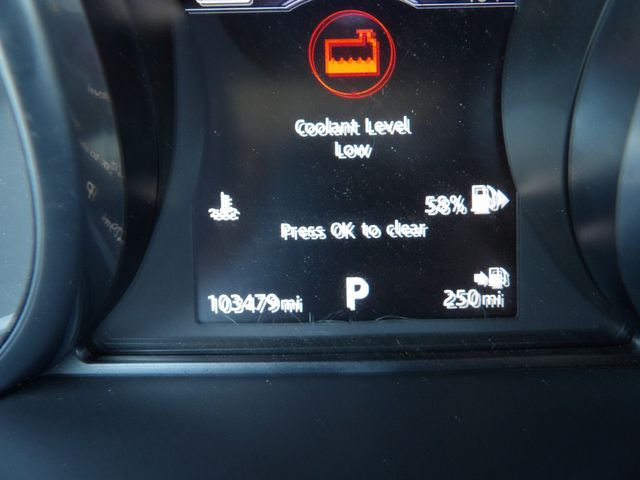 Coolant Level
Low
58%
Press OK to clear
103479mi P 250mi